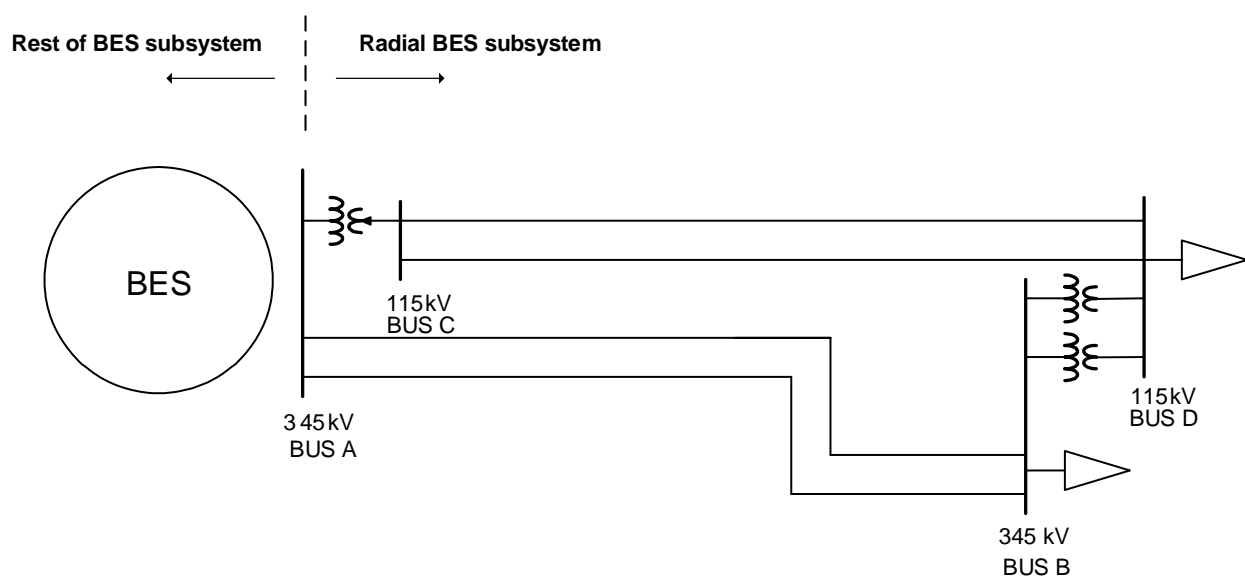 Rest of BES subsystem
Radial BES subsystem
BES
115kV
BUS C
3 45kV
BUS A
115kV
BUS D
345 kV
BUS B